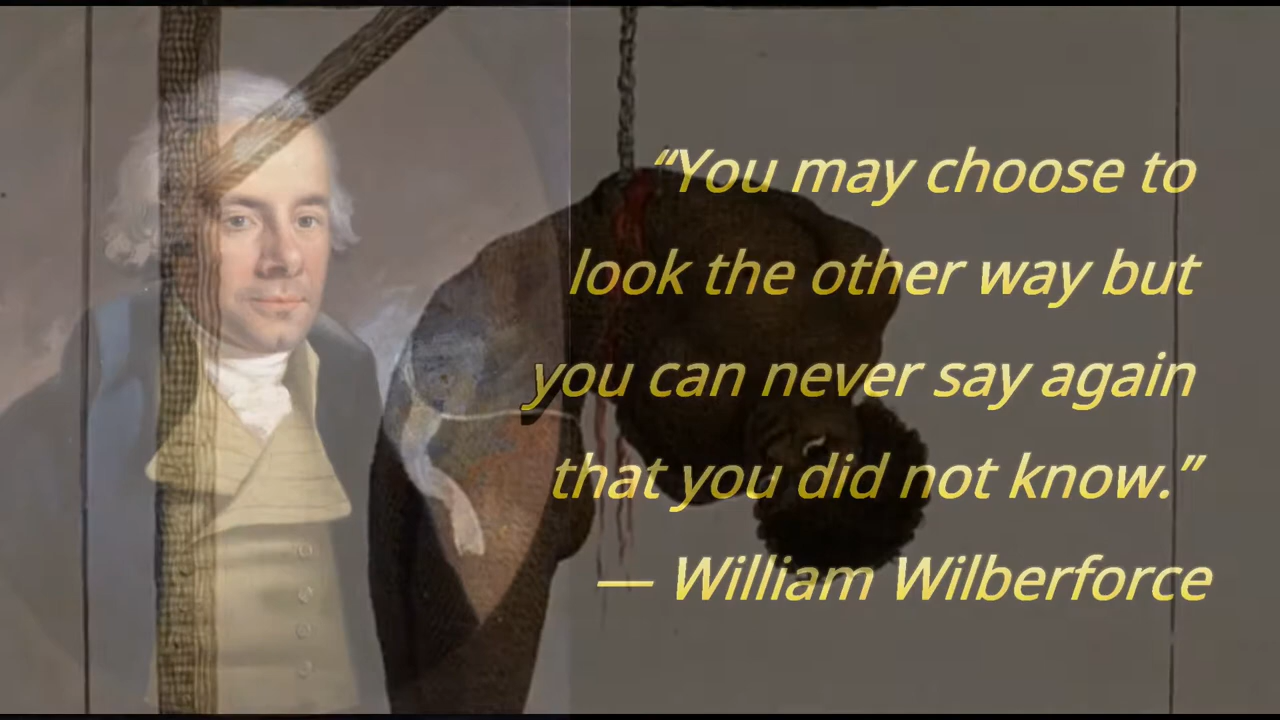 “You may choose to
look the other way but
you can never say again
that you did not know.”
— William Wilberforce